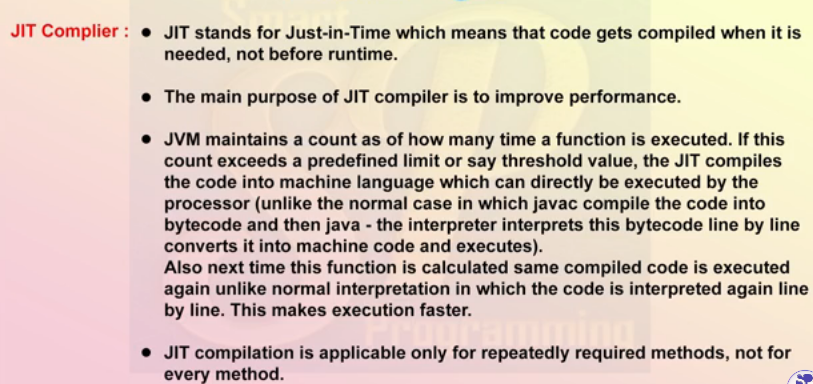 JIT Complier : ● JIT stands for Just-in-Time which means that code gets compiled when it is
needed, not before runtime.
● The main purpose of JIT compiler is to improve performance.
● JVM maintains a count as of how many time a function is executed. If this
count exceeds a predefined limit or say threshold value, the JIT compiles
the code into machine language which can directly be executed by the
processor (unlike the normal case in which javac compile the code into
bytecode and then java - the interpreter interprets this bytecode line by line
converts it into machine code and executes).
Also next time this function is calculated same compiled code is executed
again unlike normal interpretation in which the code is interpreted again line
by line. This makes execution faster.
● JIT compilation is applicable only for repeatedly required methods, not for
every method.
Smart
Programming